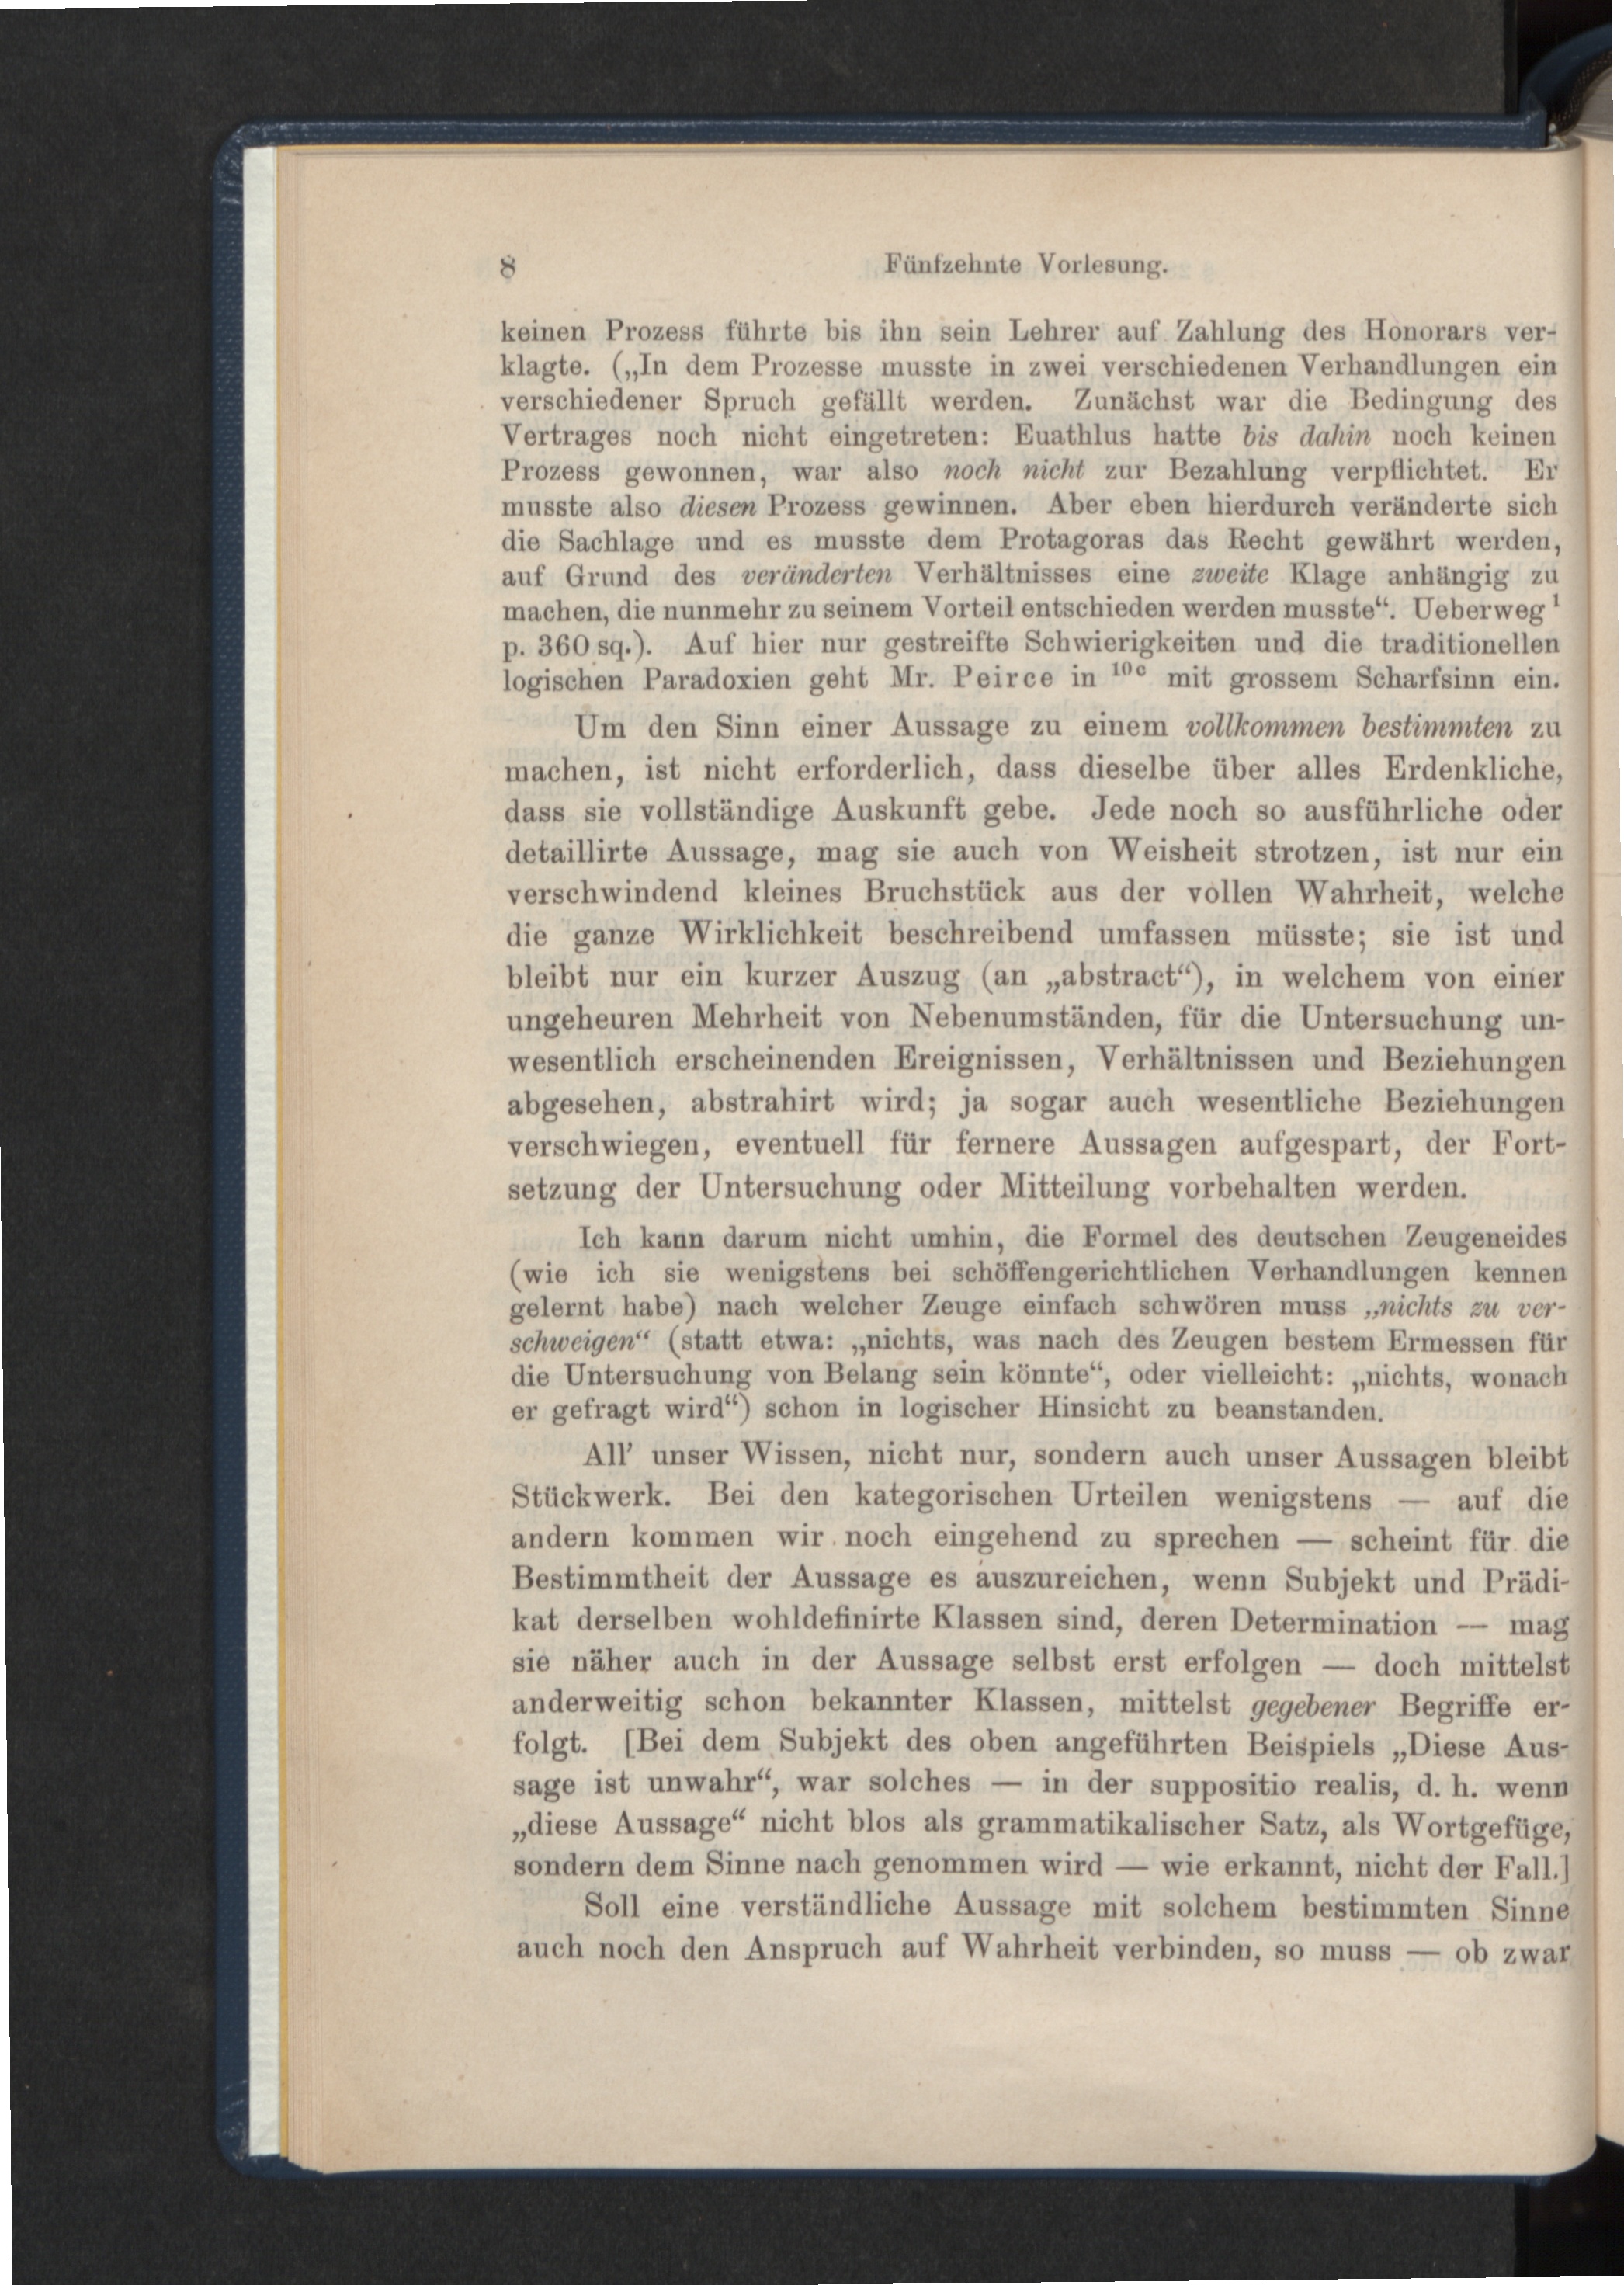 8 Fünfzehnte Vorlesung.
keinen Prozess führte bis ihn sein Lehrer auf Zahlung des Honorars ver-
klagte. („In dem Prozesse musste in zwei verschiedenen Verhandlungen ein
verschiedener Spruch gefällt werden. Zunächst war die Bedingung des
Vertrages noch nicht eingetreten: Euathlus hatte bis dahin noch keinen
Prozess gewonnen, war also noch nicht zur Bezahlung verpflichtet. Er
musste also diesen Prozess gewinnen. Aber eben hierdurch veränderte sich
die Sachlage und es musste dem Protagoras das Recht gewährt werden,
auf Grund des veränderten Verhältnisses eine zweite Klage anhängig zu
machen, die nunmehr zu seinem Vorteil entschieden werden musste“. Ueberweg ¹
p. 360 sq.). Auf hier nur gestreifte Schwierigkeiten und die traditionellen
logischen Paradoxien geht Mr. Peirce in ¹⁰ᶜ mit grossem Scharfsinn ein.
Um den Sinn einer Aussage zu einem vollkommen bestimmten zu
machen, ist nicht erforderlich, dass dieselbe über alles Erdenkliche,
dass sie vollständige Auskunft gebe. Jede noch so ausführliche oder
detaillirte Aussage, mag sie auch von Weisheit strotzen, ist nur ein
verschwindend kleines Bruchstück aus der vollen Wahrheit, welche
die ganze Wirklichkeit beschreibend umfassen müsste; sie ist und
bleibt nur ein kurzer Auszug (an „abstract“), in welchem von einer
ungeheuren Mehrheit von Nebenumständen, für die Untersuchung un-
wesentlich erscheinenden Ereignissen, Verhältnissen und Beziehungen
abgesehen, abstrahirt wird; ja sogar auch wesentliche Beziehungen
verschwiegen, eventuell für fernere Aussagen aufgespart, der Fort-
setzung der Untersuchung oder Mitteilung vorbehalten werden.
Ich kann darum nicht umhin, die Formel des deutschen Zeugeneides
(wie ich sie wenigstens bei schöffengerichtlichen Verhandlungen kennen
gelernt habe) nach welcher Zeuge einfach schwören muss „nichts zu ver-
schweigen“ (statt etwa: „nichts, was nach des Zeugen bestem Ermessen für
die Untersuchung von Belang sein könnte“, oder vielleicht: „nichts, wonach
er gefragt wird“) schon in logischer Hinsicht zu beanstanden.
All' unser Wissen, nicht nur, sondern auch unser Aussagen bleibt
Stückwerk. Bei den kategorischen Urteilen wenigstens — auf die
andern kommen wir noch eingehend zu sprechen — scheint für die
Bestimmtheit der Aussage es auszureichen, wenn Subjekt und Prädi-
kat derselben wohldefinirte Klassen sind, deren Determination — mag
sie näher auch in der Aussage selbst erst erfolgen — doch mittelst
anderweitig schon bekannter Klassen, mittelst gegebener Begriffe er-
folgt. [Bei dem Subjekt des oben angeführten Beispiels „Diese Aus-
sage ist unwahr“, war solches — in der suppositio realis, d. h. wenn
„diese Aussage“ nicht blos als grammatikalischer Satz, als Wortgefüge,
sondern dem Sinne nach genommen wird — wie erkannt, nicht der Fall.]
Soll eine verständliche Aussage mit solchem bestimmten Sinne
auch noch den Anspruch auf Wahrheit verbinden, so muss — ob zwar